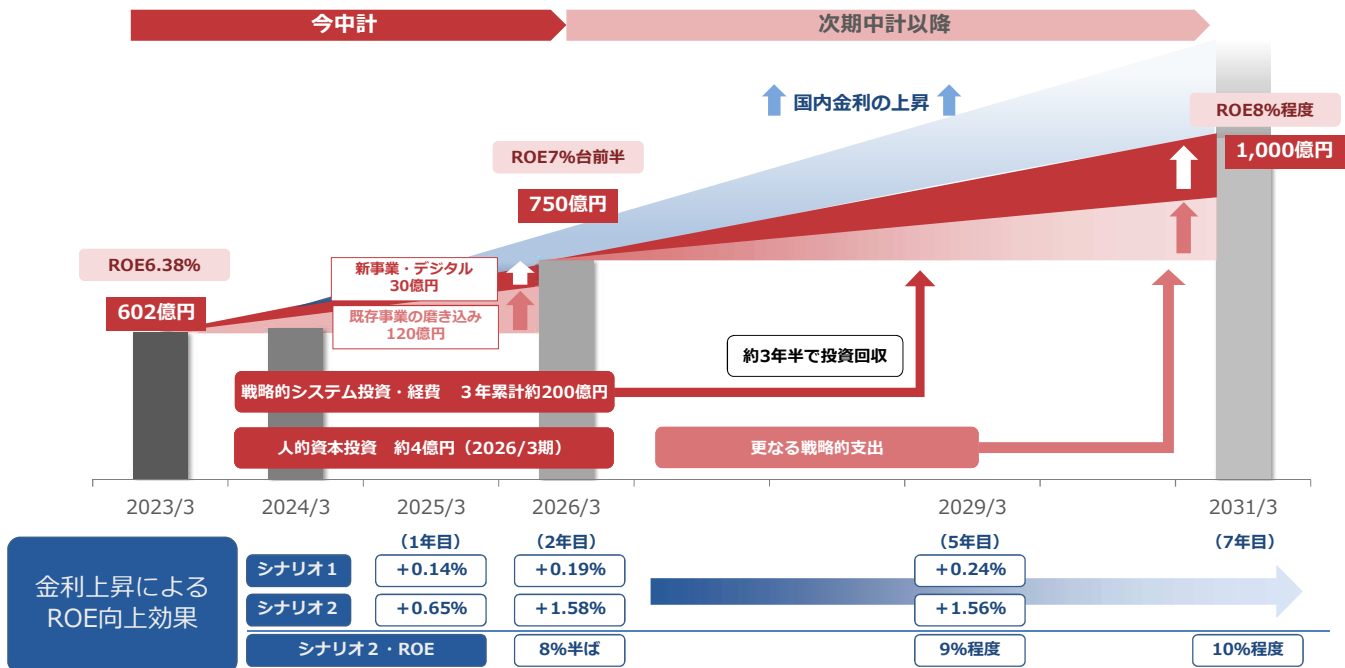 今中計
次期中計以降
国内金利の上昇
ROE8%程度
1,000億円
ROE7%台前半
750億円
ROE6.38%
602億円
新事業・デジタル
30億円
既存事業の磨き込み
120億円
約3年半で投資回収
戦略的システム投資・経費　3年累計約200億円
人的資本投資　約4億円（2026/3期）
更なる戦略的支出
2023/3
2024/3
2025/3
2026/3
2029/3
2031/3
（1年目）
（2年目）
（5年目）
（7年目）
金利上昇による
ROE向上効果
シナリオ1
＋0.14%
＋0.19%
＋0.24%
シナリオ2
＋0.65%
＋1.58%
＋1.56%
シナリオ2・ROE
8%半ば
9%程度
10%程度